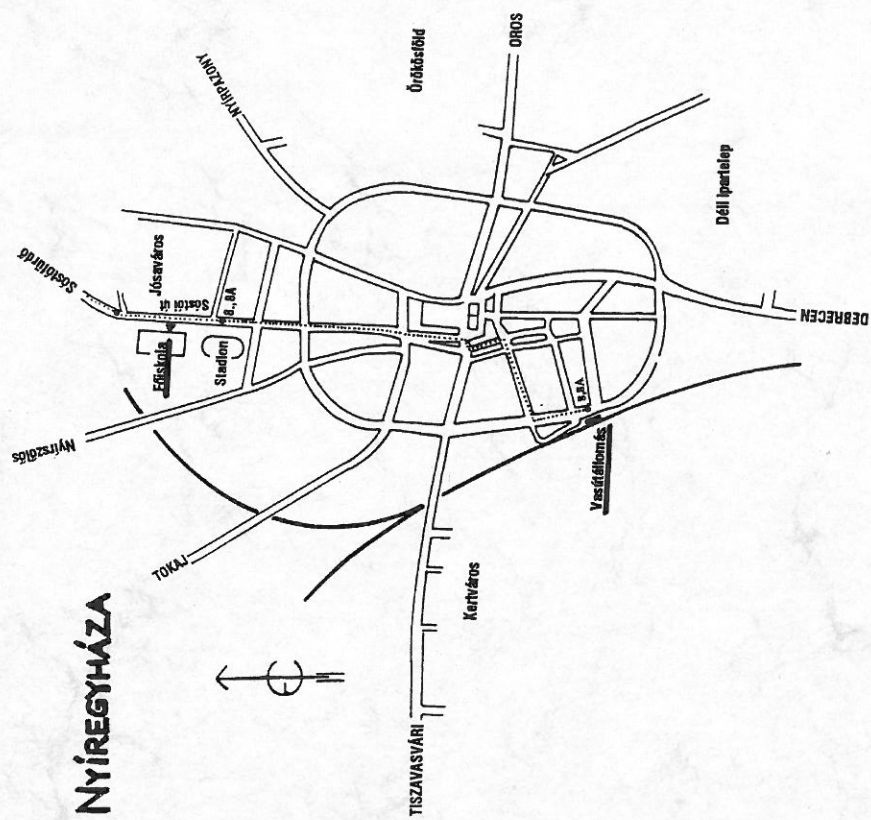 NYÍREGYHÁZA
Sóstófürdő
Nyírszőlős
NYÍRPAZONY
Jósaváros
Sóstói út
8., 8A
Főiskola
Stadion
TOKAJ
Örökösföld
OROS
Déli ipartelep
Kertváros
TISZAVASVÁRI
8., 8A
Vasútállomás
DEBRECEN